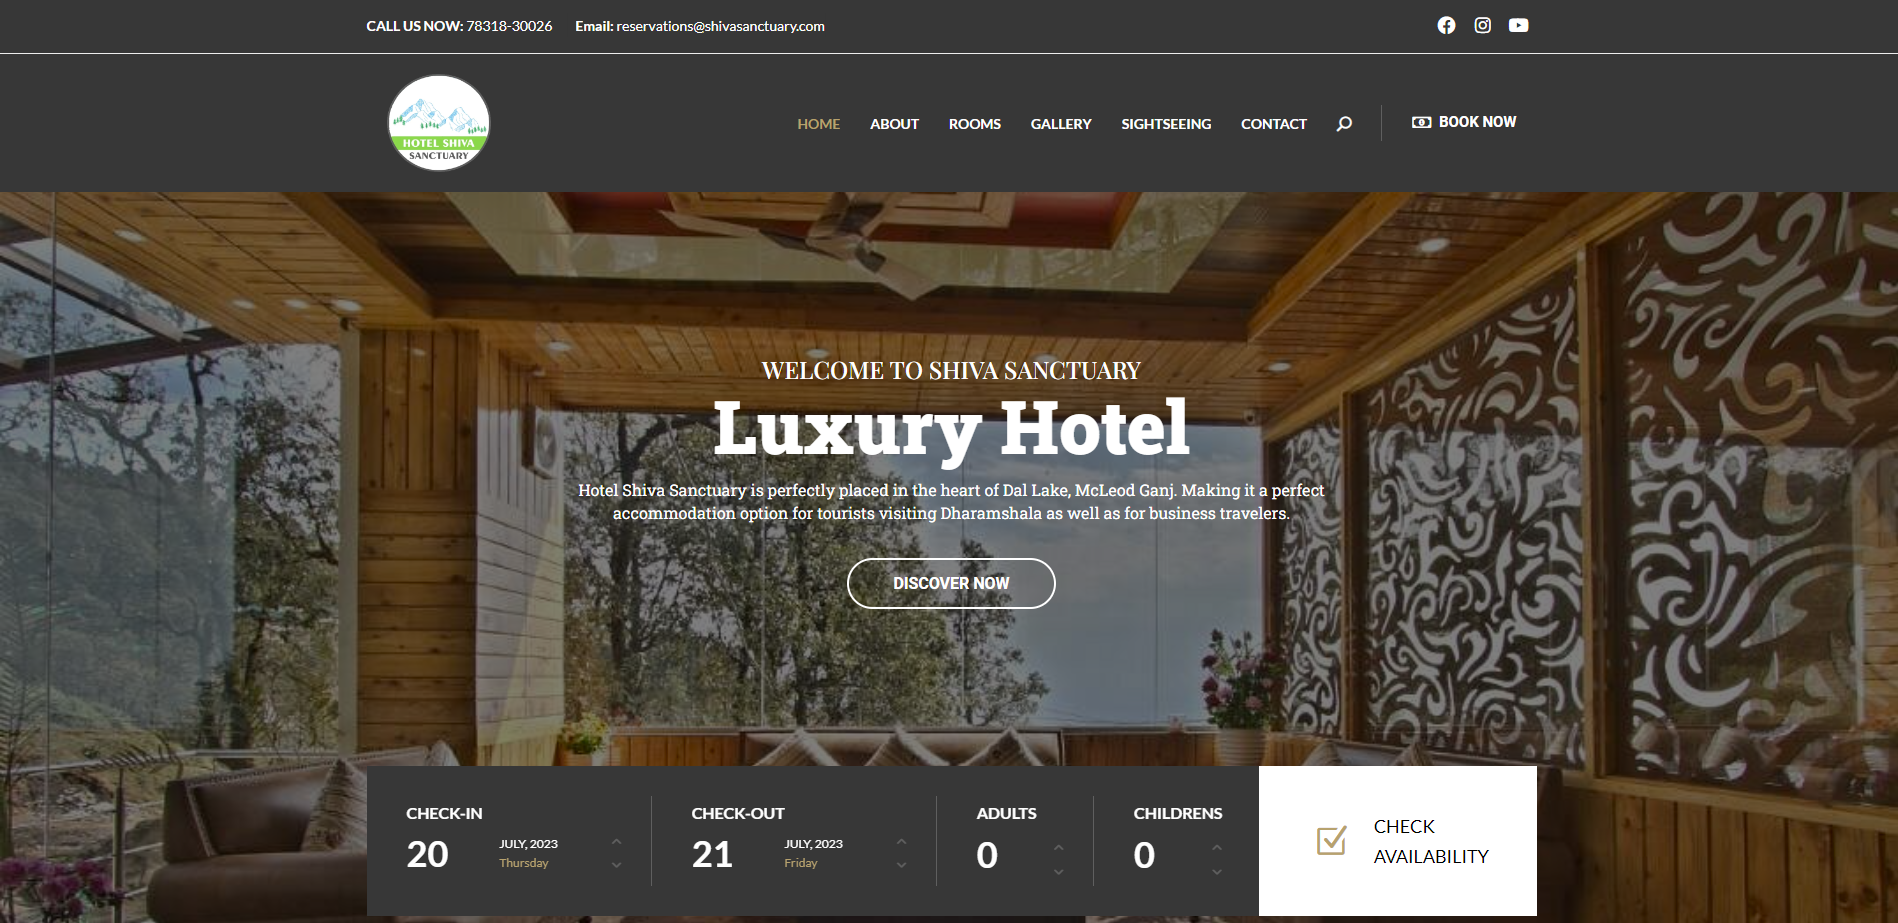 CALL US NOW: 78318-30026 Email: reservations@shivasanctuary.com
HOTEL SHIVA
SANCTUARY
HOME ABOUT ROOMS GALLERY SIGHTSEEING CONTACT BOOK NOW
WELCOME TO SHIVA SANCTUARY
Luxury Hotel
Hotel Shiva Sanctuary is perfectly placed in the heart of Dal Lake, McLeod Ganj. Making it a perfect
accommodation option for tourists visiting Dharamshala as well as for business travelers.
DISCOVER NOW
CHECK-IN
20
JULY, 2023
Thursday
CHECK-OUT
21
JULY, 2023
Friday
ADULTS
0
CHILDRENS
0
CHECK
AVAILABILITY